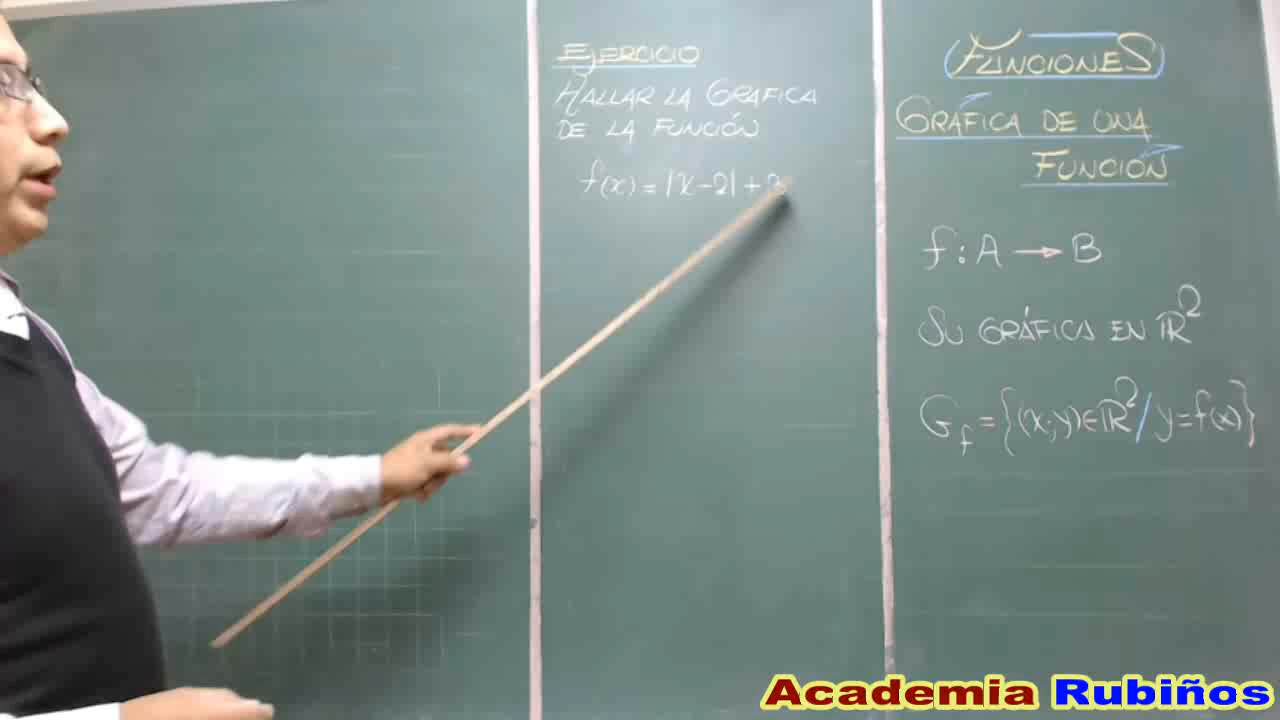 EJERCICIO
HALLAR LA GRAFICA
DE LA FUNCIÓN
f(x) = |x-2| +
FUNCIONES
GRÁFICA DE UNA
FUNCIÓN
f: A → B
SU GRÁFICA EN ℝ²
G_f = {(x;y)∈ℝ² / y=f(x)}
Academia Rubiños